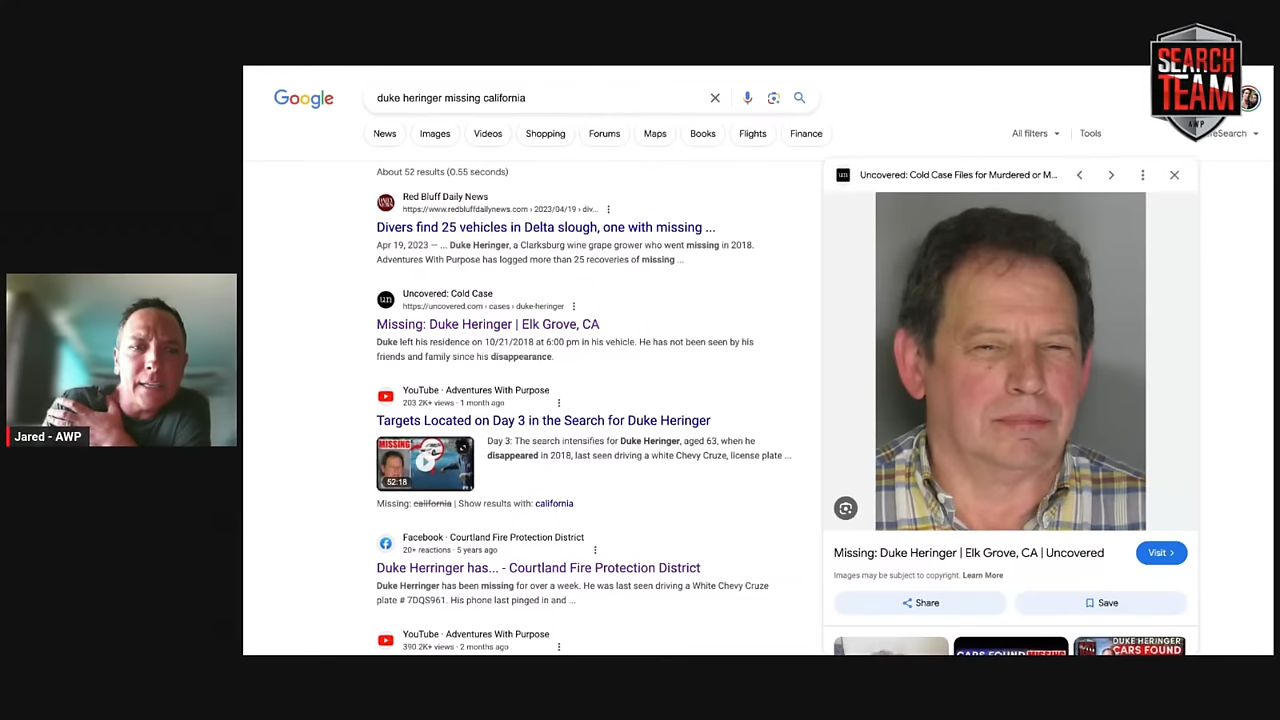 SEARCH
TEAM
AWP
Google
duke heringer missing california
News
Images
Videos
Shopping
Forums
Maps
Books
Flights
Finance
All filters
Tools
eSearch
About 52 results (0.55 seconds)
Red Bluff Daily News
https://www.redbluffdailynews.com › 2023/04/19 › div...
Divers find 25 vehicles in Delta slough, one with missing ...
Apr 19, 2023 — ... Duke Heringer, a Clarksburg wine grape grower who went missing in 2018.
Adventures With Purpose has logged more than 25 recoveries of missing ...
un
Uncovered: Cold Case
https://uncovered.com › cases › duke-heringer
Missing: Duke Heringer | Elk Grove, CA
Duke left his residence on 10/21/2018 at 6:00 pm in his vehicle. He has not been seen by his
friends and family since his disappearance.
YouTube · Adventures With Purpose
203.2K+ views · 1 month ago
Targets Located on Day 3 in the Search for Duke Heringer
MISSING
52:18
Day 3: The search intensifies for Duke Heringer, aged 63, when he
disappeared in 2018, last seen driving a white Chevy Cruze, license plate ...
Missing: california | Show results with: california
Facebook · Courtland Fire Protection District
20+ reactions · 5 years ago
Duke Herringer has... - Courtland Fire Protection District
Duke Herringer has been missing for over a week. He was last seen driving a White Chevy Cruze
plate # 7DQS961. His phone last pinged in and ...
YouTube · Adventures With Purpose
390.2K+ views · 2 months ago
un
Uncovered: Cold Case Files for Murdered or M...
Missing: Duke Heringer | Elk Grove, CA | Uncovered
Visit
Images may be subject to copyright. Learn More
Share
Save
CARS FOUND MISSING
DUKE HERINGER
CARS FOUND
Jared - AWP